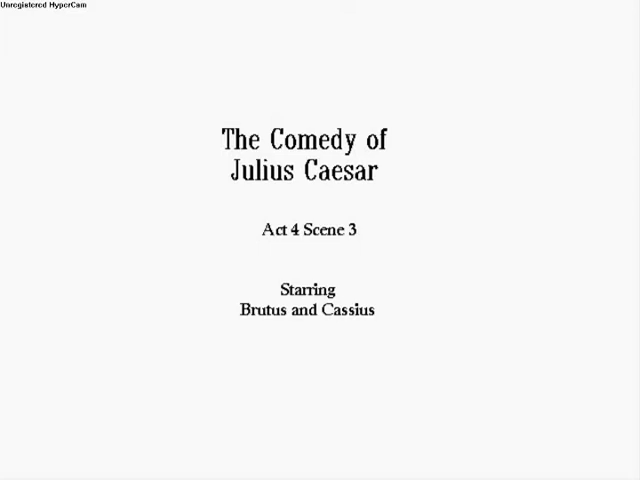 Unregistered HyperCam
The Comedy of
Julius Caesar
Act 4 Scene 3
Starring
Brutus and Cassius